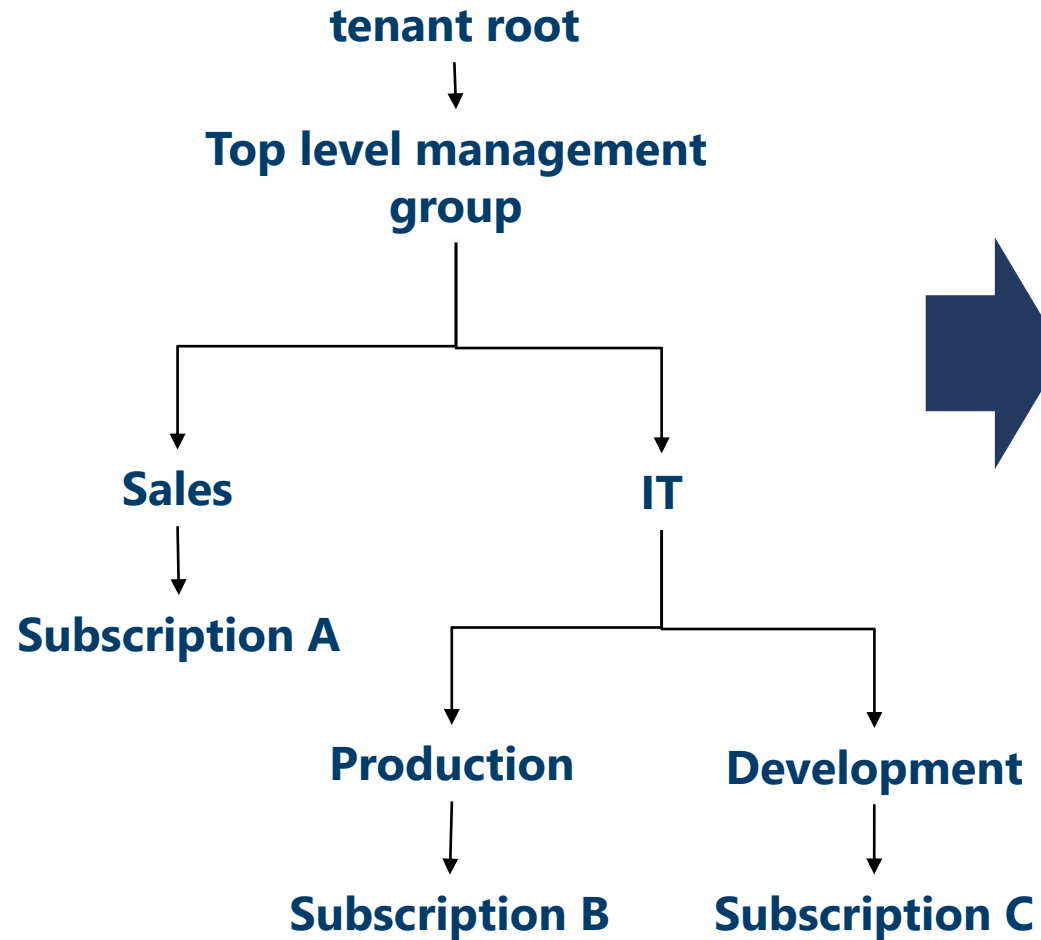 tenant root
Top level management
group
Sales
IT
Subscription A
Production
Development
Subscription B
Subscription C